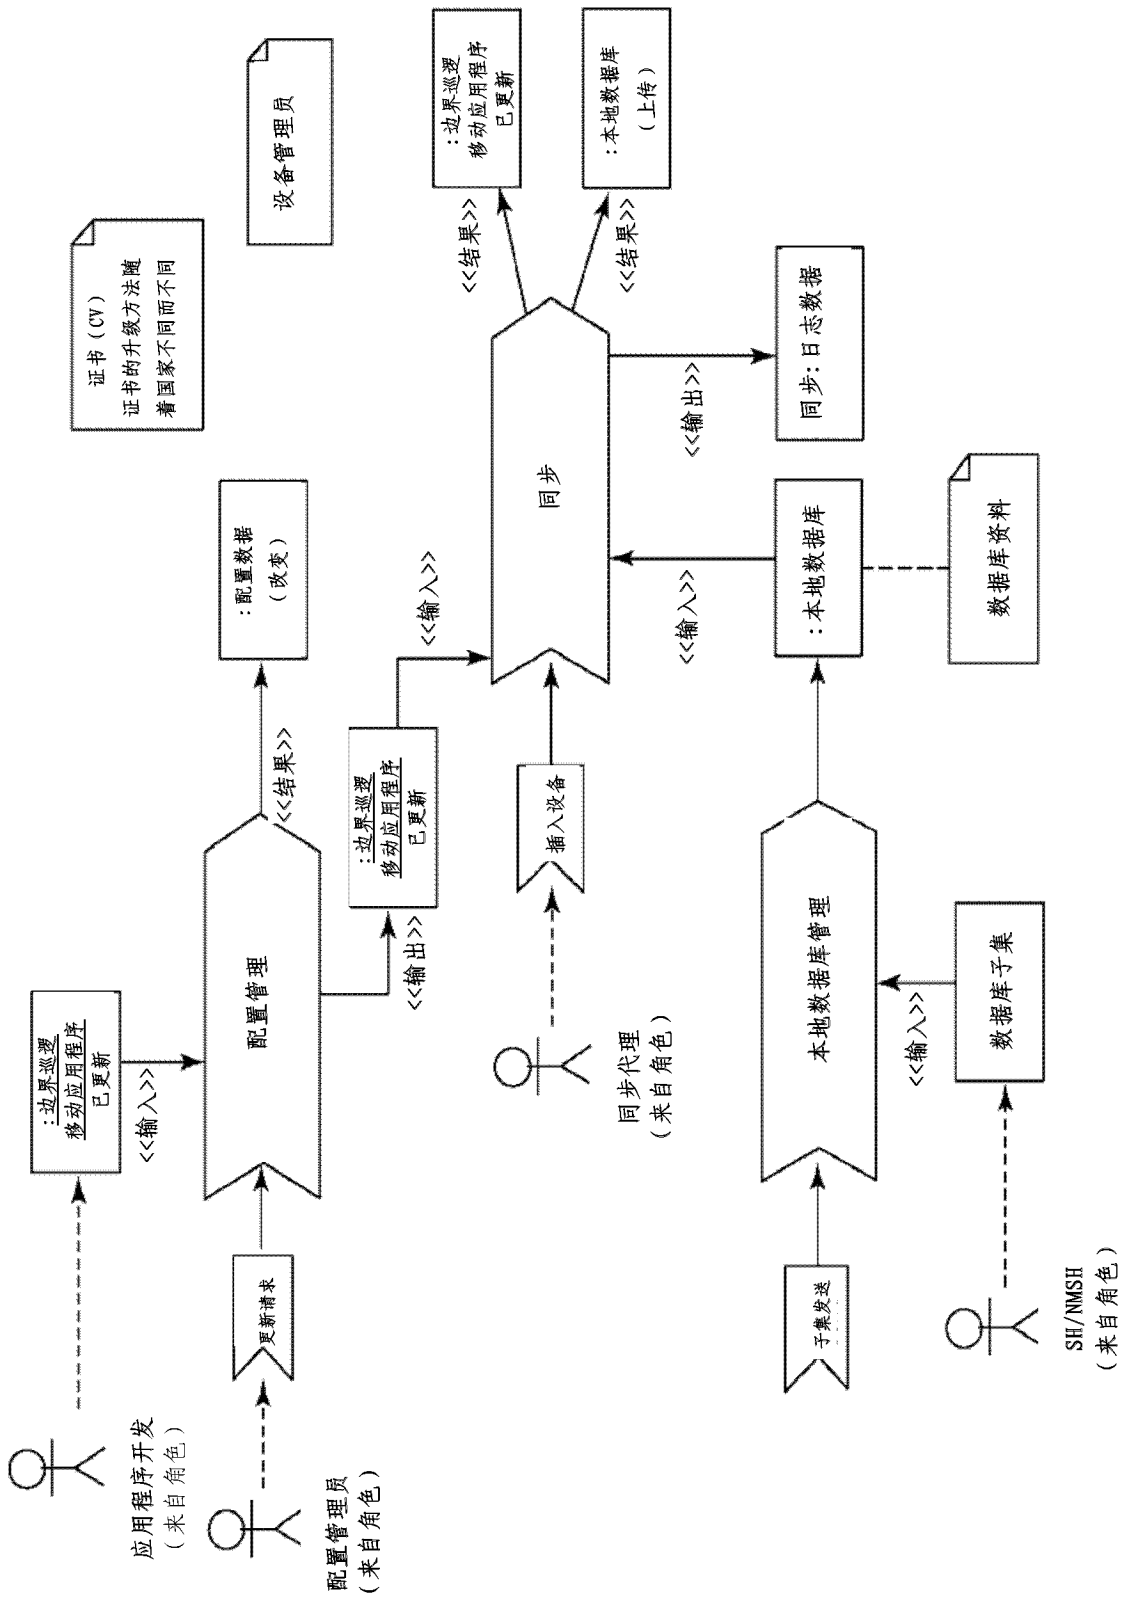 证书(CV)
证书的升级方法随
着国家不同而不同
设备管理员
:边界巡逻
移动应用程序
已更新
<<输入>>
应用程序开发
(来自角色)
更新请求
配置管理员
(来自角色)
配置管理
<<结果>>
:配置数据
(改变)
<<输出>>
:边界巡逻
移动应用程序
已更新
<<输入>>
同步代理
(来自角色)
插入设备
同步
<<结果>>
:边界巡逻
移动应用程序
已更新
<<结果>>
:本地数据库
(上传)
<<输出>>
同步:日志数据
<<输入>>
:本地数据库
数据库资料
子集发送
本地数据库管理
<<输入>>
数据库子集
SH/NMSH
(来自角色)